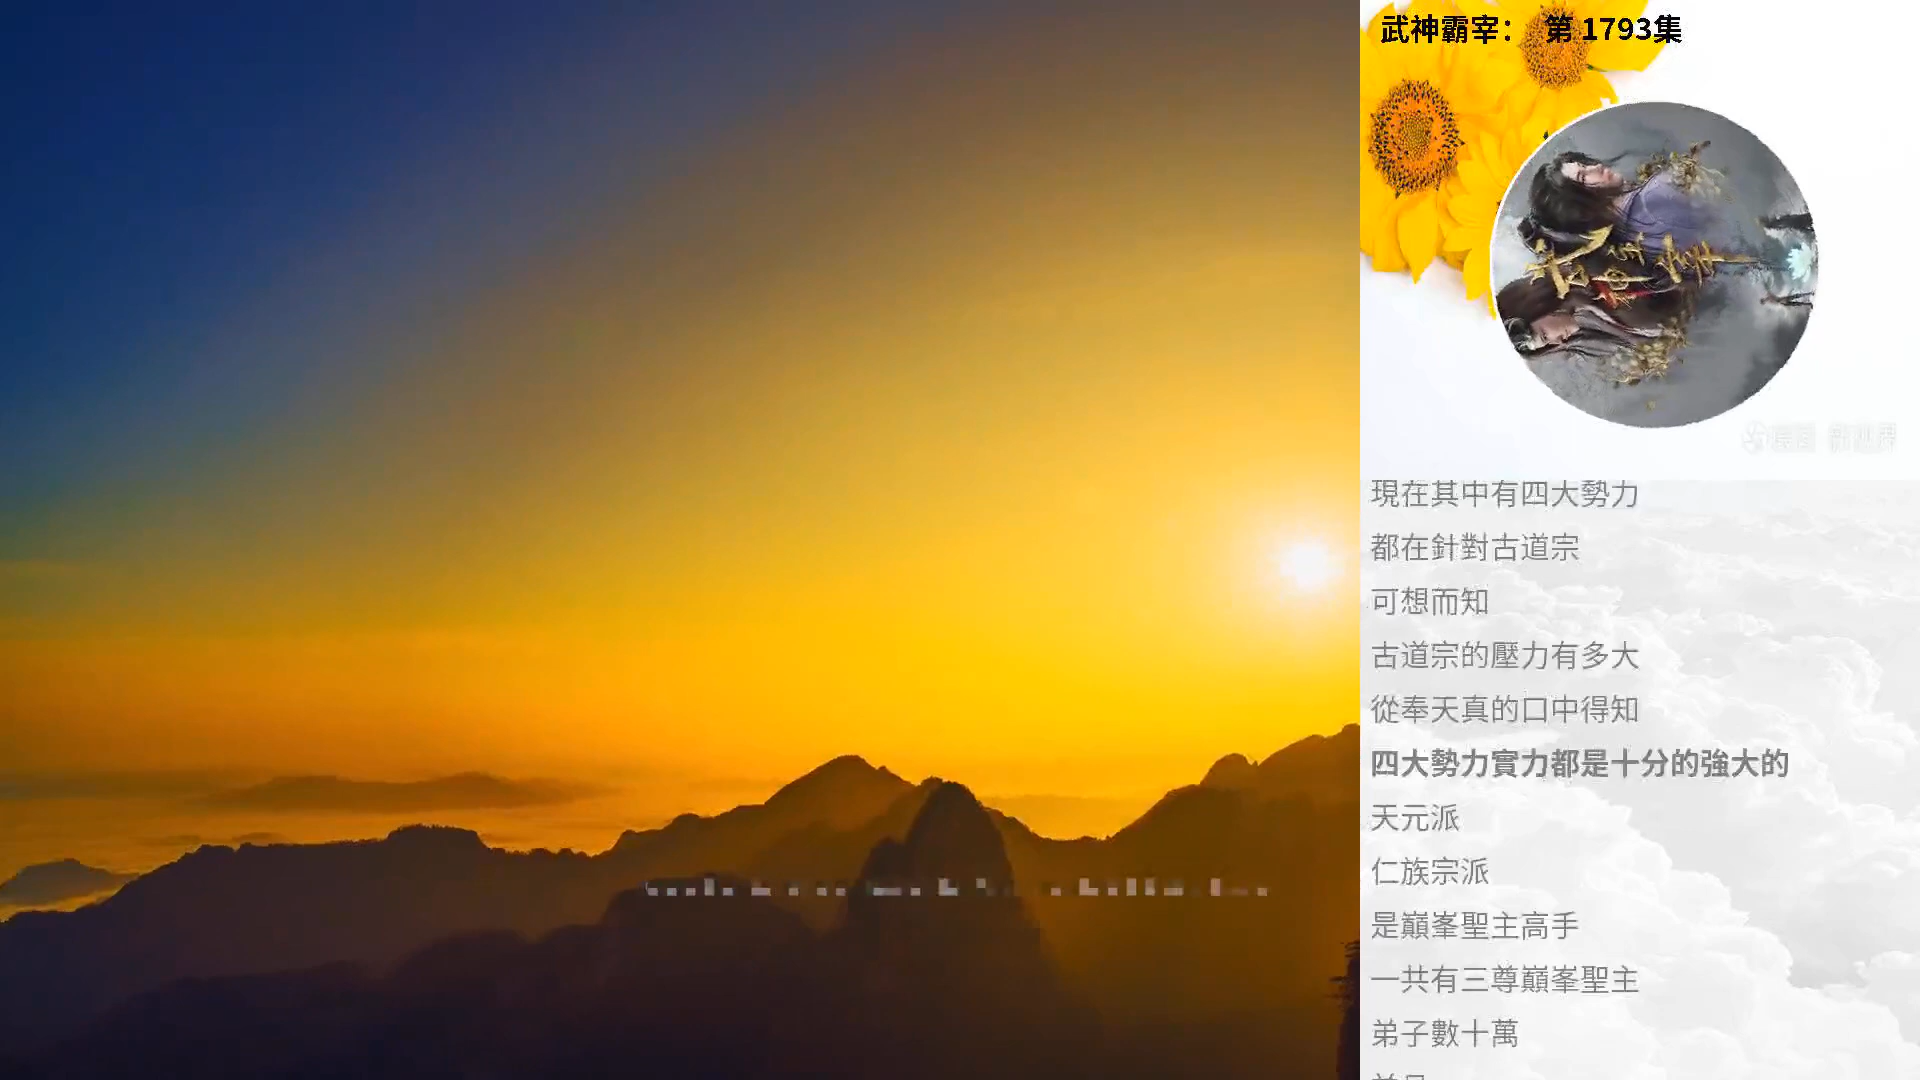 武神霸宰： 第 1793集
武神主宰
現在其中有四大勢力
都在針對古道宗
可想而知
古道宗的壓力有多大
從奉天真的口中得知
四大勢力實力都是十分的強大的
天元派
仁族宗派
是巔峯聖主高手
一共有三尊巔峯聖主
弟子數十萬